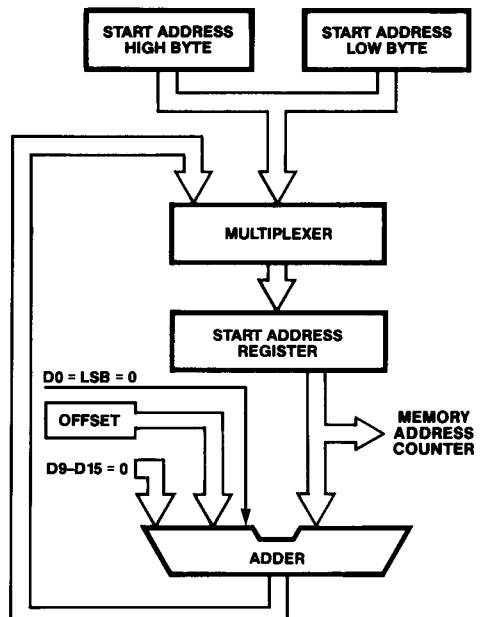 START ADDRESS
HIGH BYTE
START ADDRESS
LOW BYTE
MULTIPLEXER
START ADDRESS
REGISTER
D0 = LSB = 0
OFFSET
MEMORY
ADDRESS
COUNTER
D9–D15 = 0
ADDER